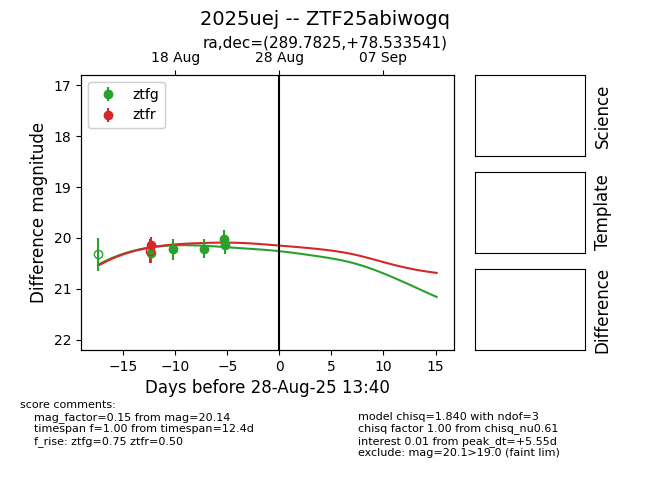 2025uej -- ZTF25abiwogq
ra,dec=(289.7825,+78.533541)
18 Aug 28 Aug 07 Sep
ztfg
ztfr
17
18
19
20
21
22
Difference magnitude
−15 −10 −5 0 5 10 15
Days before 28-Aug-25 13:40
Science
Template
Difference
score comments:
mag_factor=0.15 from mag=20.14
timespan f=1.00 from timespan=12.4d
f_rise: ztfg=0.75 ztfr=0.50
model chisq=1.840 with ndof=3
chisq factor 1.00 from chisq_nu0.61
interest 0.01 from peak_dt=+5.55d
exclude: mag=20.1>19.0 (faint lim)